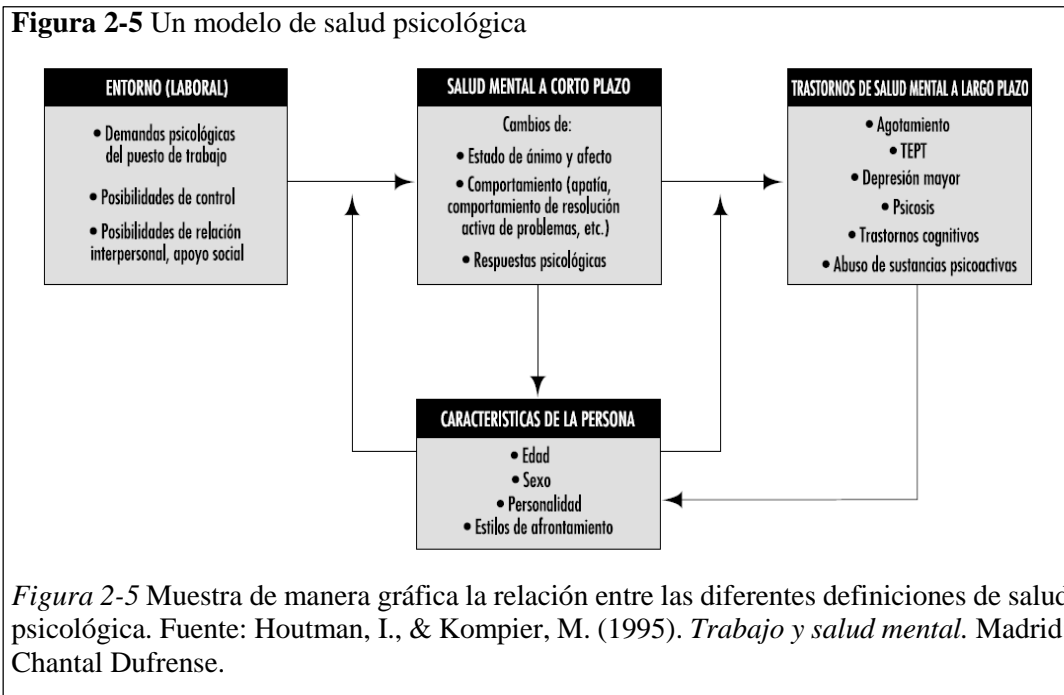 Figura 2-5 Un modelo de salud psicológica
ENTORNO (LABORAL)
• Demandas psicológicas
del puesto de trabajo
• Posibilidades de control
• Posibilidades de relación
interpersonal, apoyo social
SALUD MENTAL A CORTO PLAZO
Cambios de:
• Estado de ánimo y afecto
• Comportamiento (apatía,
comportamiento de resolución
activa de problemas, etc.)
• Respuestas psicológicas
TRASTORNOS DE SALUD MENTAL A LARGO PLAZO
• Agotamiento
• TEPT
• Depresión mayor
• Psicosis
• Trastornos cognitivos
• Abuso de sustancias psicoactivas
CARACTERISTICAS DE LA PERSONA
• Edad
• Sexo
• Personalidad
• Estilos de afrontamiento
Figura 2-5 Muestra de manera gráfica la relación entre las diferentes definiciones de salud
psicológica. Fuente: Houtman, I., & Kompier, M. (1995). Trabajo y salud mental. Madrid
Chantal Dufrense.